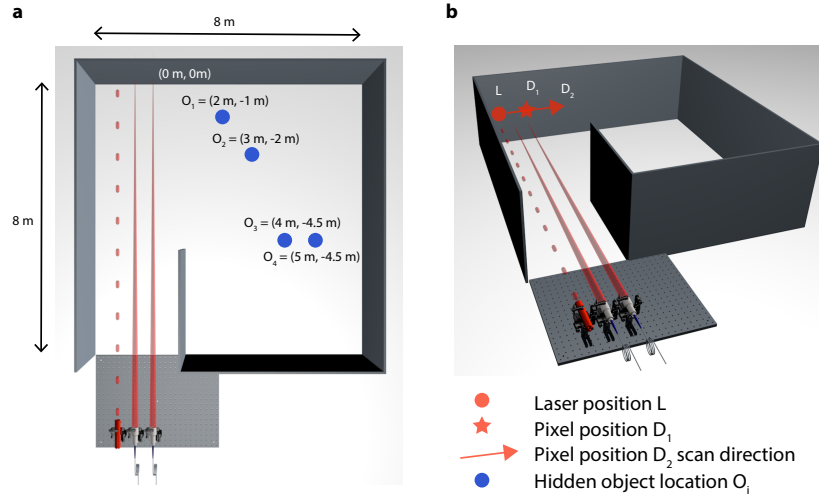 a
8 m
(0 m, 0m)
O₁ = (2 m, -1 m)
O₂ = (3 m, -2 m)
8 m
O₃ = (4 m, -4.5 m)
O₄ = (5 m, -4.5 m)
b
L
D₁
D₂
Laser position L
Pixel position D₁
Pixel position D₂ scan direction
Hidden object location Oᵢ